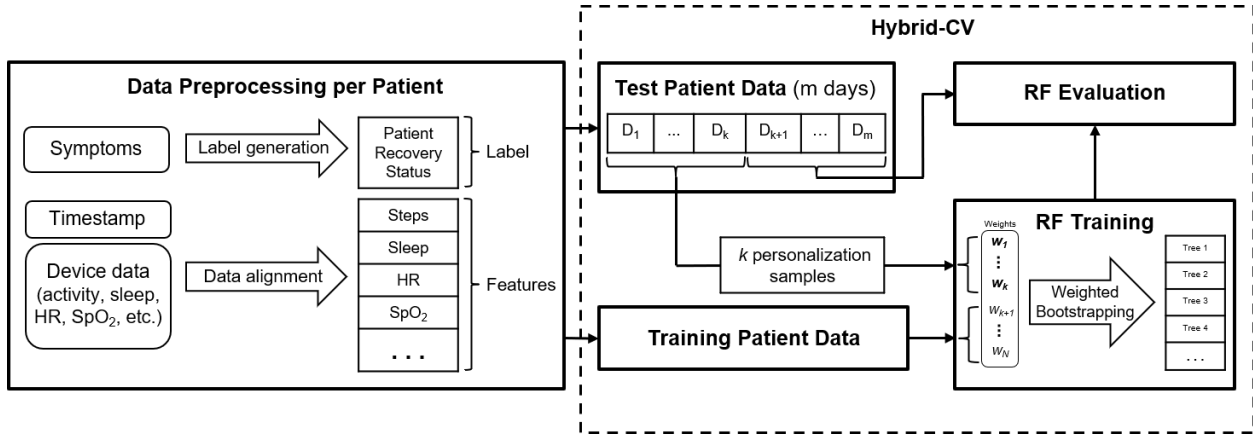 Hybrid-CV
Data Preprocessing per Patient
Symptoms
Label generation
Patient
Recovery
Status
Label
Timestamp
Device data
(activity, sleep,
HR, SpO₂, etc.)
Data alignment
Steps
Sleep
HR
SpO₂
. . .
Features
Test Patient Data (m days)
D₁ ... Dₖ Dₖ₊₁ ... Dₘ
RF Evaluation
k personalization
samples
Training Patient Data
RF Training
Weights
w₁
⋮
wₖ
wₖ₊₁
⋮
w_N
Weighted
Bootstrapping
Tree 1
Tree 2
Tree 3
Tree 4
. . .